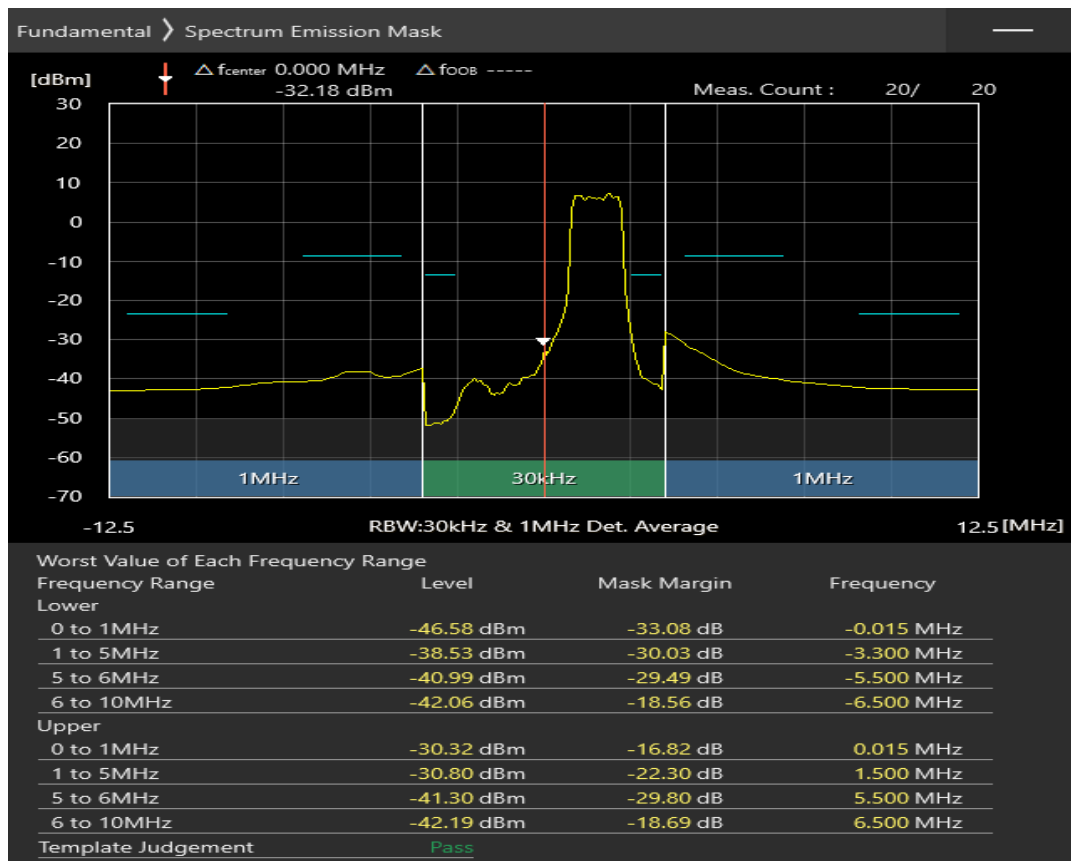 Fundamental ❯ Spectrum Emission Mask
[dBm] △ fcenter 0.000 MHz △ fOOB -----
-32.18 dBm Meas. Count : 20/ 20
30
20
10
0
-10
-20
-30
-40
-50
-60
-70
1MHz 30kHz 1MHz
-12.5 RBW:30kHz & 1MHz Det. Average 12.5 [MHz]
Worst Value of Each Frequency Range
Frequency Range Level Mask Margin Frequency
Lower
0 to 1MHz -46.58 dBm -33.08 dB -0.015 MHz
1 to 5MHz -38.53 dBm -30.03 dB -3.300 MHz
5 to 6MHz -40.99 dBm -29.49 dB -5.500 MHz
6 to 10MHz -42.06 dBm -18.56 dB -6.500 MHz
Upper
0 to 1MHz -30.32 dBm -16.82 dB 0.015 MHz
1 to 5MHz -30.80 dBm -22.30 dB 1.500 MHz
5 to 6MHz -41.30 dBm -29.80 dB 5.500 MHz
6 to 10MHz -42.19 dBm -18.69 dB 6.500 MHz
Template Judgement Pass